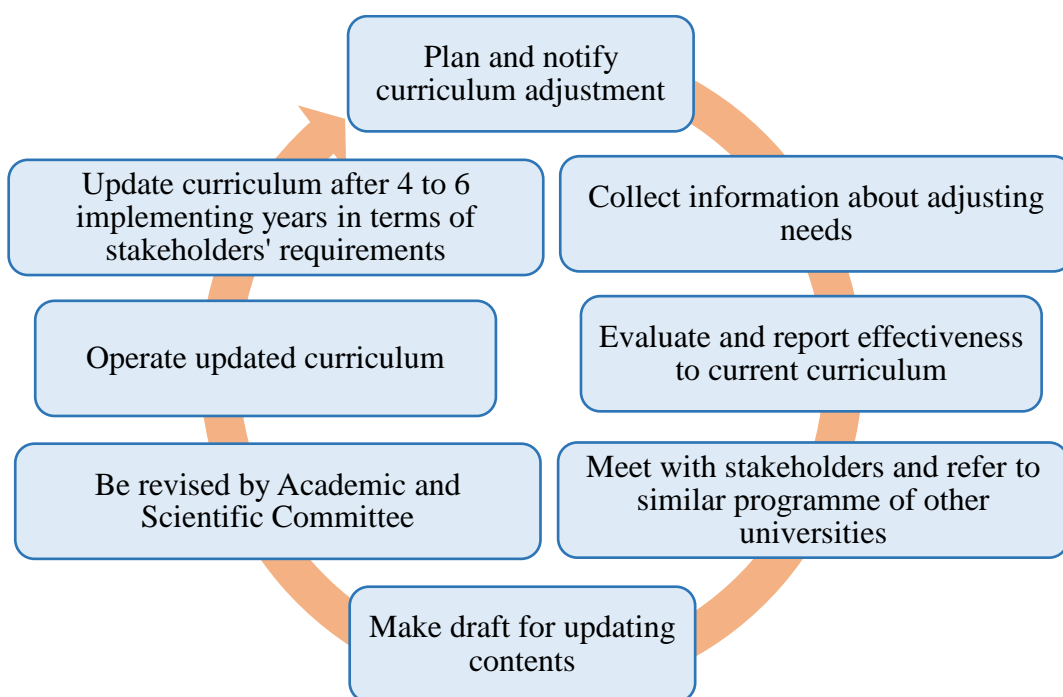 Plan and notify
curriculum adjustment
Collect information about adjusting
needs
Evaluate and report effectiveness
to current curriculum
Meet with stakeholders and refer to
similar programme of other
universities
Make draft for updating
contents
Be revised by Academic and
Scientific Committee
Operate updated curriculum
Update curriculum after 4 to 6
implementing years in terms of
stakeholders' requirements